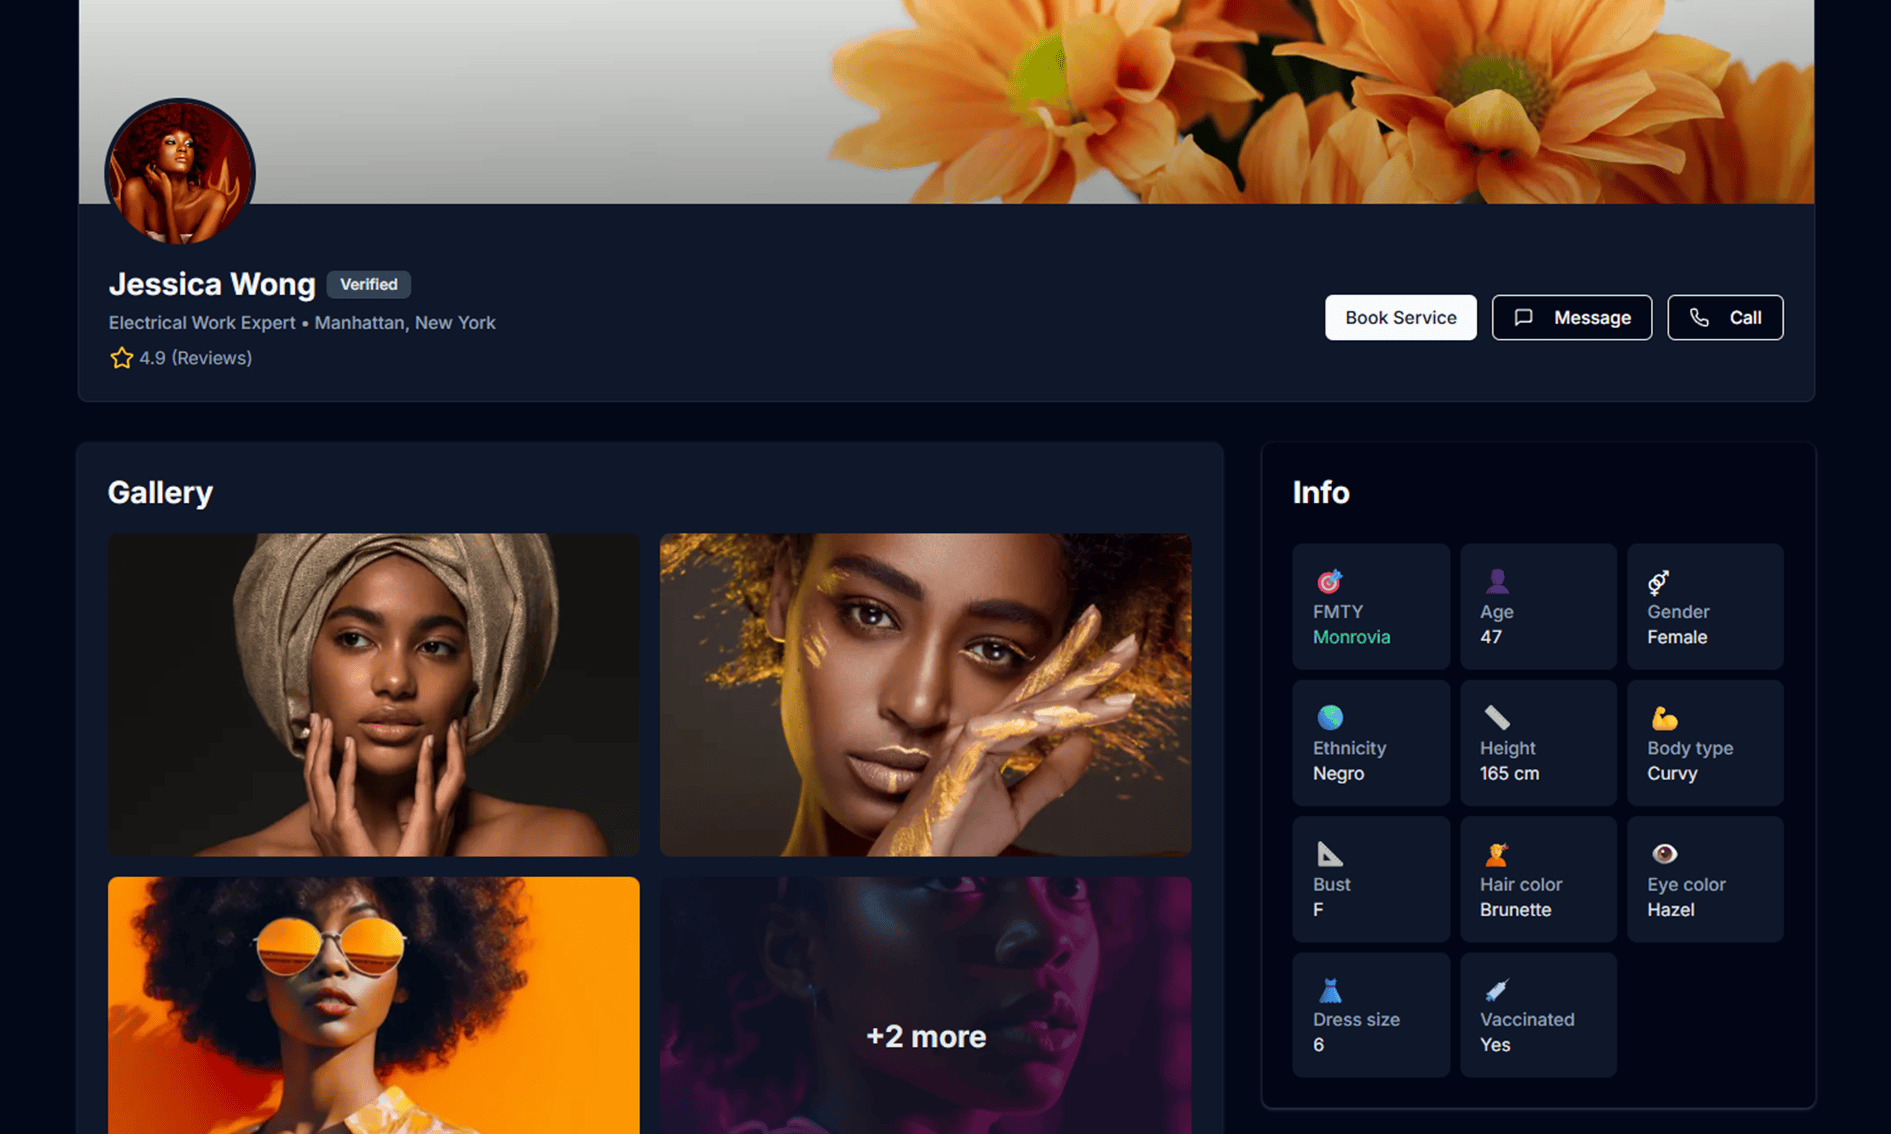 Jessica Wong Verified
Electrical Work Expert • Manhattan, New York
4.9 (Reviews)
Book Service
Message
Call
Gallery
+2 more
Info
FMTY
Monrovia
Age
47
Gender
Female
Ethnicity
Negro
Height
165 cm
Body type
Curvy
Bust
F
Hair color
Brunette
Eye color
Hazel
Dress size
6
Vaccinated
Yes